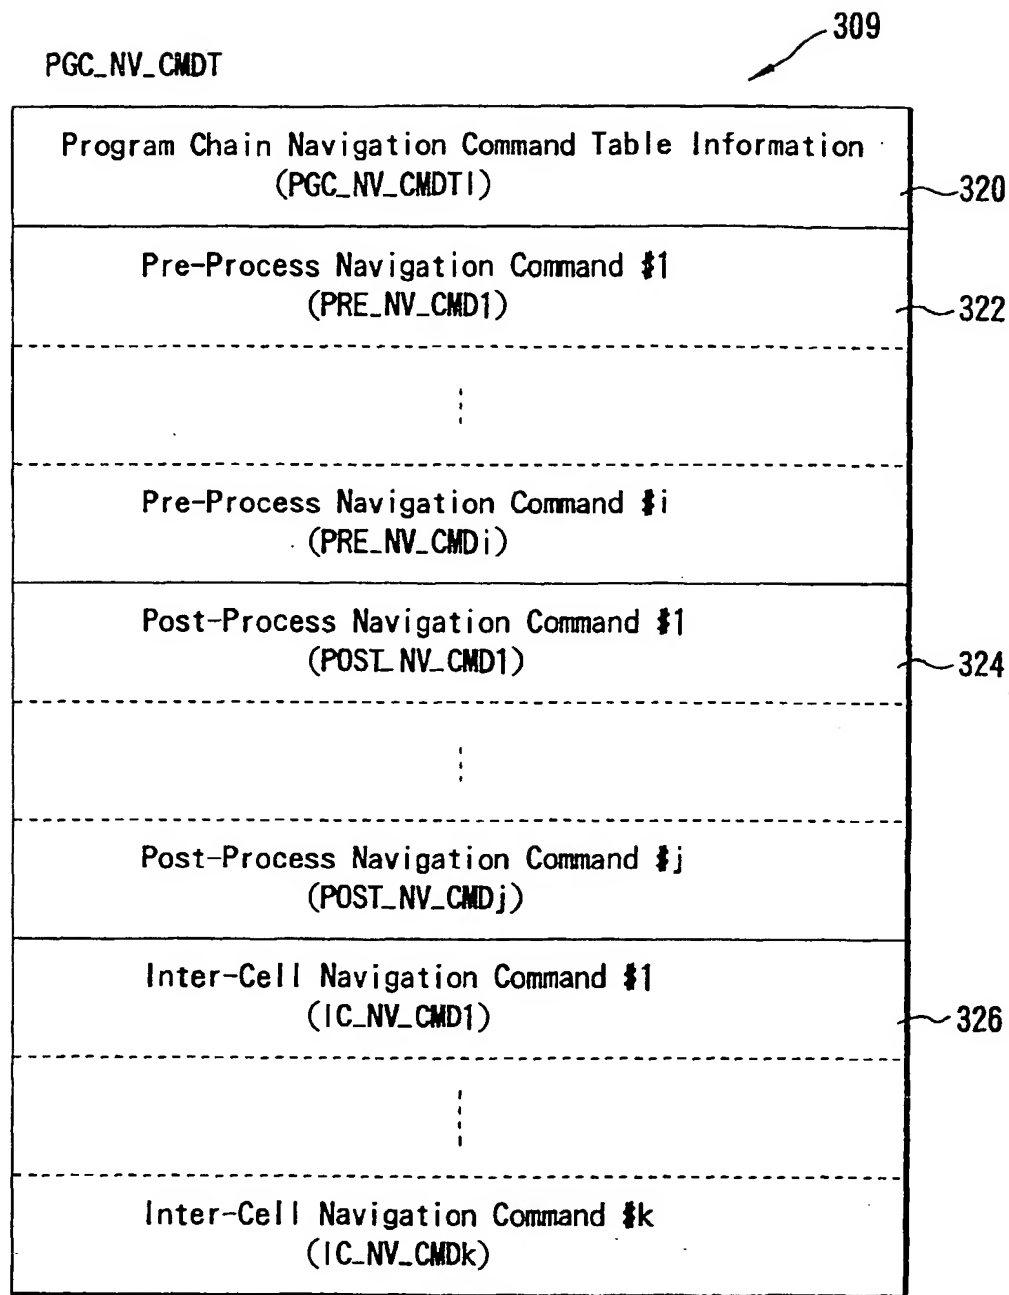 309
PGC_NV_CMDT
Program Chain Navigation Command Table Information
(PGC_NV_CMDTI)
320
Pre-Process Navigation Command #1
(PRE_NV_CMD1)
322
Pre-Process Navigation Command #i
(PRE_NV_CMDi)
Post-Process Navigation Command #1
(POST_NV_CMD1)
324
Post-Process Navigation Command #j
(POST_NV_CMDj)
Inter-Cell Navigation Command #1
(IC_NV_CMD1)
326
Inter-Cell Navigation Command #k
(IC_NV_CMDk)